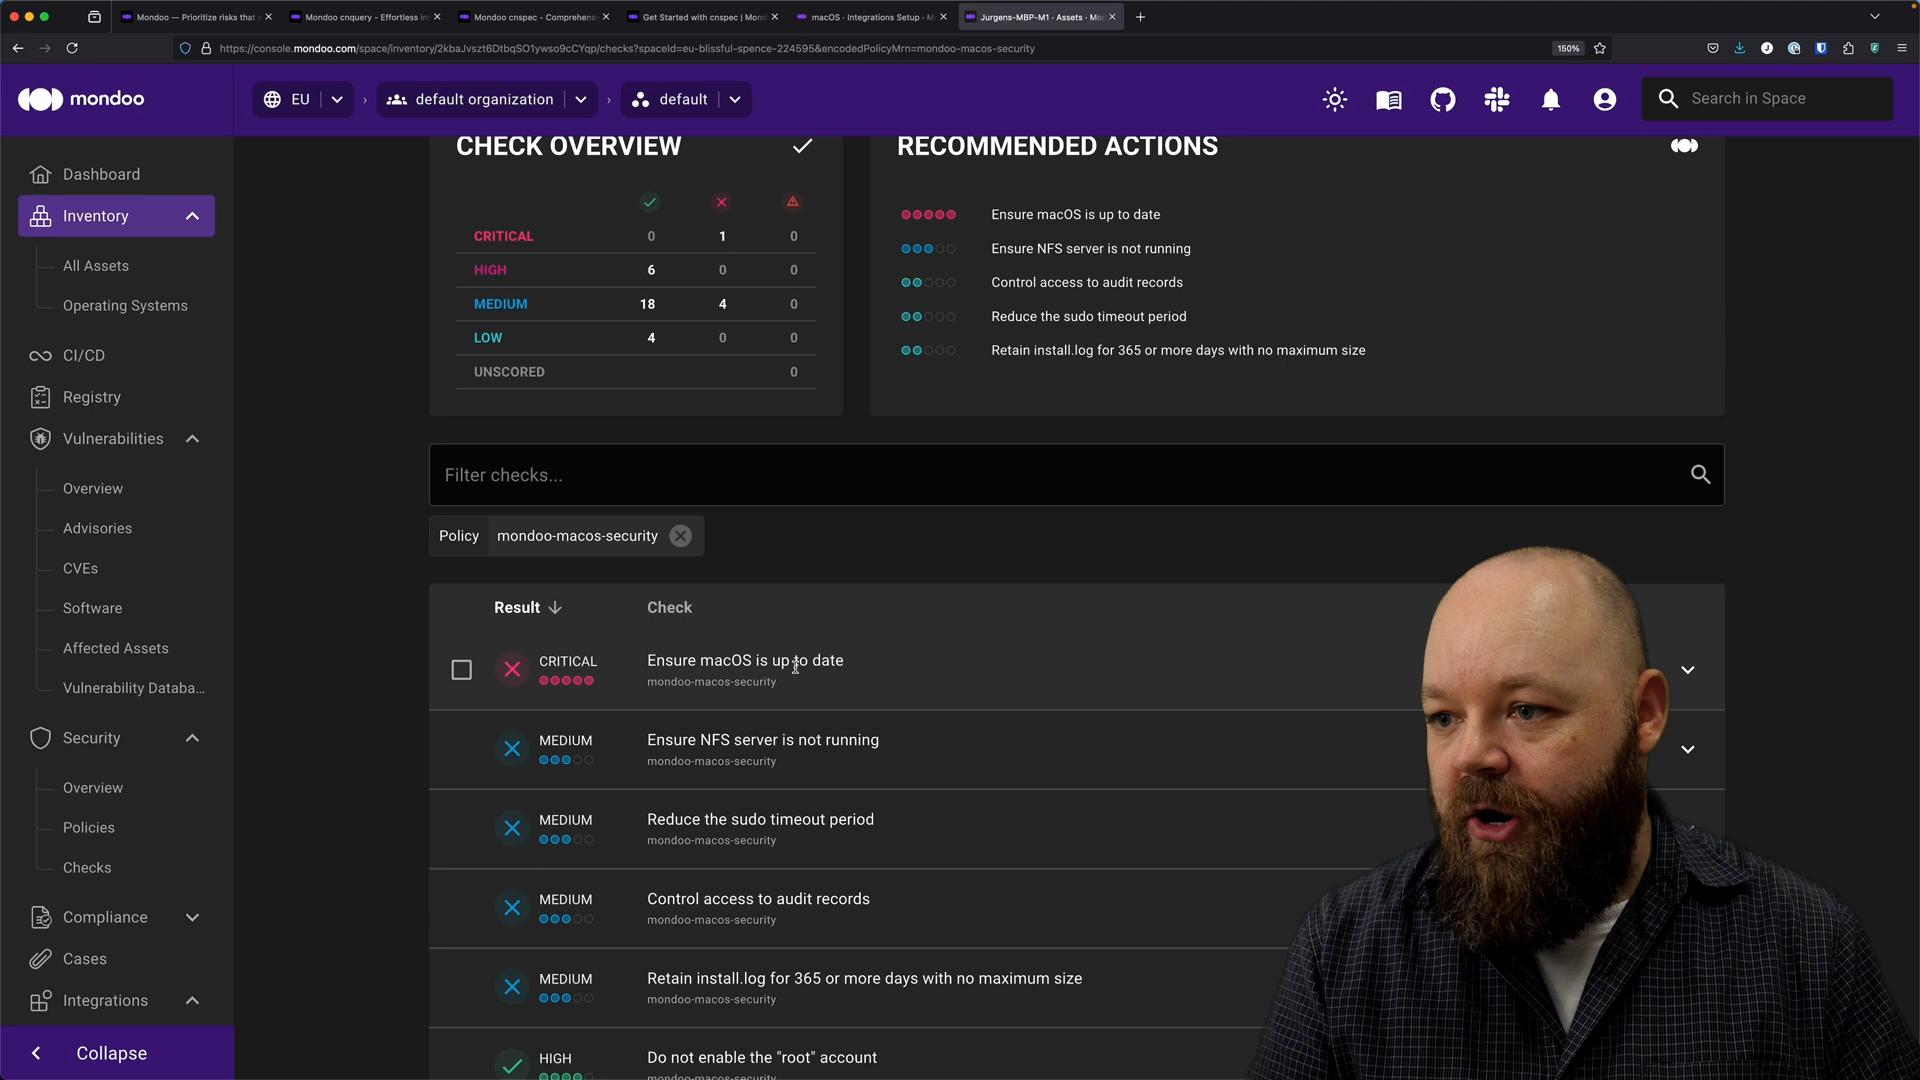 Mondoo — Prioritize risks that
Mondoo cnquery - Effortless in
Mondoo cnspec - Comprehens
Get Started with cnspec | Mond
macOS · Integrations Setup · M
Jurgens-MBP-M1 · Assets · Mo
https://console.mondoo.com/space/inventory/2kbaJvszt6DtbqSO1ywso9cCYqp/checks?spaceId=eu-blissful-spence-224595&encodedPolicyMrn=mondoo-macos-security
150%
mondoo
EU
default organization
default
Search in Space
Dashboard
Inventory
All Assets
Operating Systems
CI/CD
Registry
Vulnerabilities
Overview
Advisories
CVEs
Software
Affected Assets
Vulnerability Databa...
Security
Overview
Policies
Checks
Compliance
Cases
Integrations
Collapse
CHECK OVERVIEW
CRITICAL 0 1 0
HIGH 6 0 0
MEDIUM 18 4 0
LOW 4 0 0
UNSCORED 0
RECOMMENDED ACTIONS
Ensure macOS is up to date
Ensure NFS server is not running
Control access to audit records
Reduce the sudo timeout period
Retain install.log for 365 or more days with no maximum size
Filter checks...
Policy mondoo-macos-security
Result Check
CRITICAL Ensure macOS is up to date
mondoo-macos-security
MEDIUM Ensure NFS server is not running
mondoo-macos-security
MEDIUM Reduce the sudo timeout period
mondoo-macos-security
MEDIUM Control access to audit records
mondoo-macos-security
MEDIUM Retain install.log for 365 or more days with no maximum size
mondoo-macos-security
HIGH Do not enable the "root" account
mondoo-macos-security